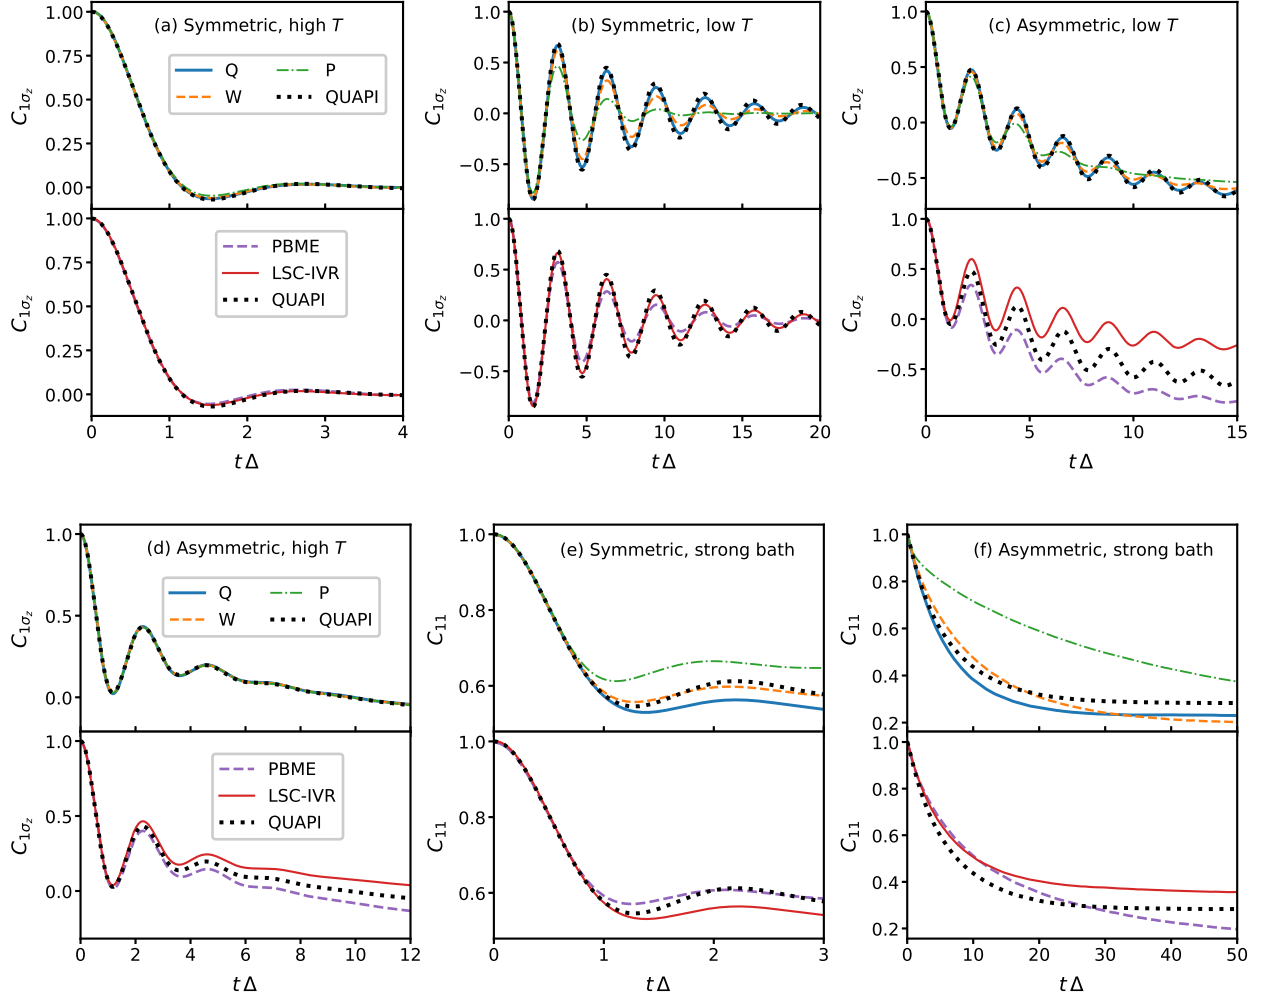 (a) Symmetric, high T
Q P
W QUAPI
C1σz
1.00
0.75
0.50
0.25
0.00
(b) Symmetric, low T
C1σz
1.0
0.5
0.0
−0.5
(c) Asymmetric, low T
C1σz
1.0
0.5
0.0
−0.5
PBME
LSC-IVR
QUAPI
C1σz
1.00
0.75
0.50
0.25
0.00
0 1 2 3 4
t Δ
C1σz
1.0
0.5
0.0
−0.5
0 5 10 15 20
t Δ
C1σz
1.0
0.5
0.0
−0.5
0 5 10 15
t Δ
(d) Asymmetric, high T
Q P
W QUAPI
C1σz
1.0
0.5
0.0
(e) Symmetric, strong bath
C11
1.0
0.8
0.6
(f) Asymmetric, strong bath
C11
1.0
0.8
0.6
0.4
0.2
PBME
LSC-IVR
QUAPI
C1σz
1.0
0.5
0.0
0 2 4 6 8 10 12
t Δ
C11
1.0
0.8
0.6
0 1 2 3
t Δ
C11
1.0
0.8
0.6
0.4
0.2
0 10 20 30 40 50
t Δ